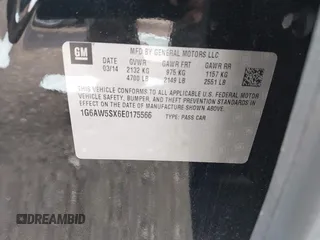 GM
MFD BY GENERAL MOTORS LLC
DATE GVWR GAWR FRT GAWR RR
03/14 2132 KG 975 KG 1157 KG
4700 LB 2149 LB 2551 LB
THIS VEHICLE CONFORMS TO ALL APPLICABLE U.S. FEDERAL MOTOR
VEHICLE SAFETY, BUMPER, AND THEFT PREVENTION STANDARDS IN
EFFECT ON THE DATE OF MANUFACTURE SHOWN ABOVE.
1G6AW5SX6E0175566 TYPE: PASS CAR
DREAMBID